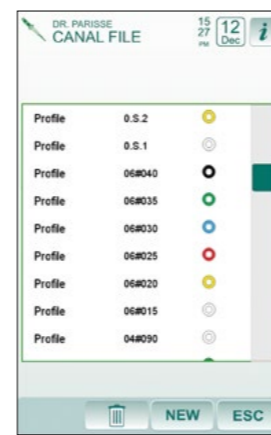 DR. PARISSE
CANAL FILE
15
27
PM
12
Dec
i
Profile 0.S.2
Profile 0.S.1
Profile 06#040
Profile 06#035
Profile 06#030
Profile 06#025
Profile 06#020
Profile 06#015
Profile 04#090
NEW ESC